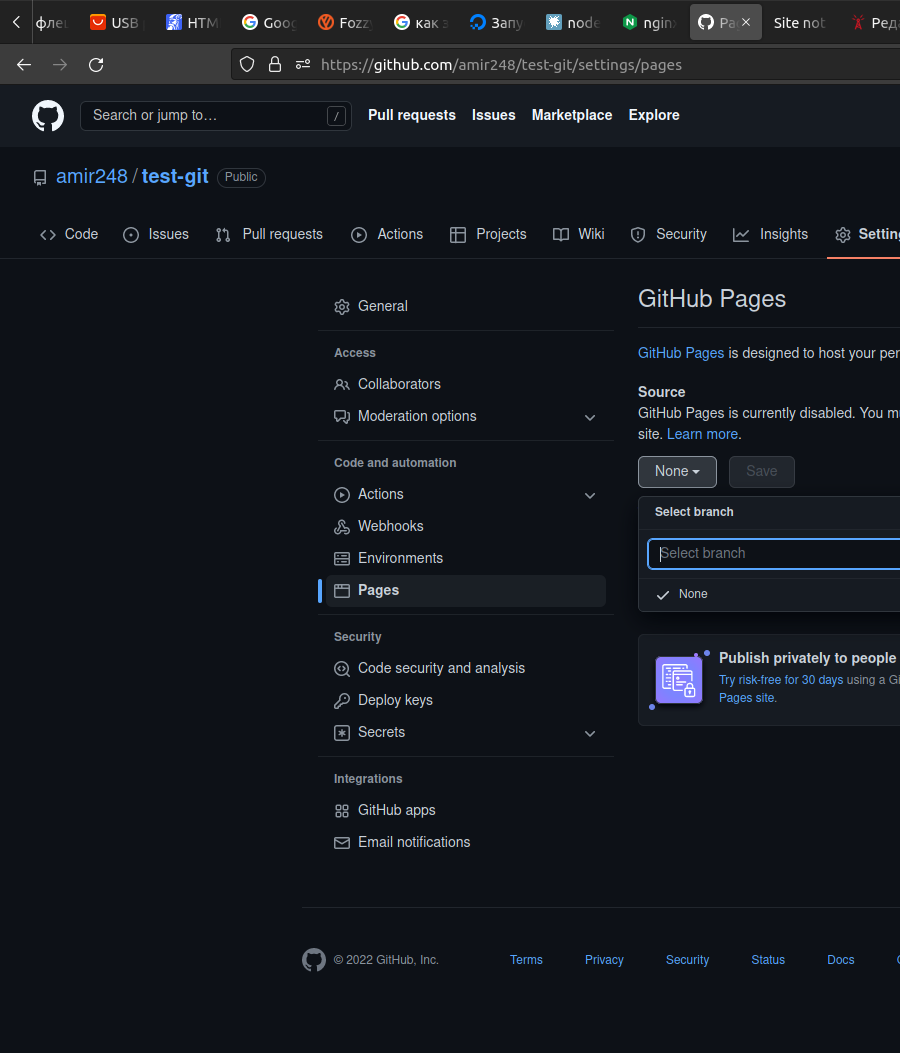 USB
HTM
Goog
Fozzy
как
Запу
node
nginx
Pa
Site not
Реда
https://github.com/amir248/test-git/settings/pages
Search or jump to… /
Pull requests Issues Marketplace Explore
amir248 / test-git Public
Code Issues Pull requests Actions Projects Wiki Security Insights Setting
General
Access
Collaborators
Moderation options
Code and automation
Actions
Webhooks
Environments
Pages
Security
Code security and analysis
Deploy keys
Secrets
Integrations
GitHub apps
Email notifications
GitHub Pages
GitHub Pages is designed to host your per
Source
GitHub Pages is currently disabled. You mu
site. Learn more.
None Save
Select branch
Select branch
None
Publish privately to people
Try risk-free for 30 days using a Gi
Pages site.
© 2022 GitHub, Inc. Terms Privacy Security Status Docs